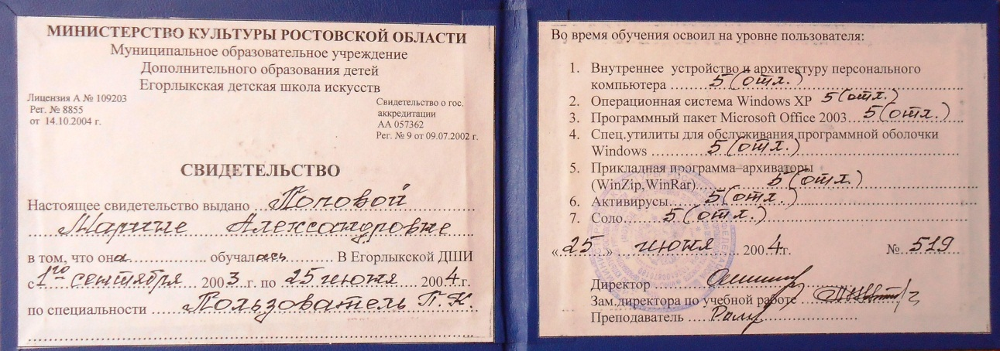 МИНИСТЕРСТВО КУЛЬТУРЫ РОСТОВСКОЙ ОБЛАСТИ
Муниципальное образовательное учреждение
Дополнительного образования детей
Егорлыкская детская школа искусств
Лицензия А № 109203
Рег. № 8855
от 14.10.2004 г.
Свидетельство о гос.
аккредитации
АА 057362
Рег. № 9 от 09.07.2002 г.
СВИДЕТЕЛЬСТВО
Настоящее свидетельство выдано Поповой
Марине Александровне
в том, что она обучалась В Егорлыкской ДШИ
с 1го сентября 2003.г. по 25 июня 2004.г.
по специальности Пользователь П.К.
Во время обучения освоил на уровне пользователя:
1. Внутреннее устройство и архитектуру персонального
компьютера 5 (отл.)
2. Операционная система Windows XP 5 (отл.)
3. Программный пакет Microsoft Office 2003 5 (отл.)
4. Спец.утилиты для обслуживания программной оболочки
Windows 5 (отл.)
5. Прикладная программа–архиваторы
(WinZip,WinRar) 5 (отл.)
6. Активирусы 5 (отл.)
7. Соло 5 (отл.)
«25» июня 2004.г. № 519
Директор
Зам.директора по учебной работе
Преподаватель